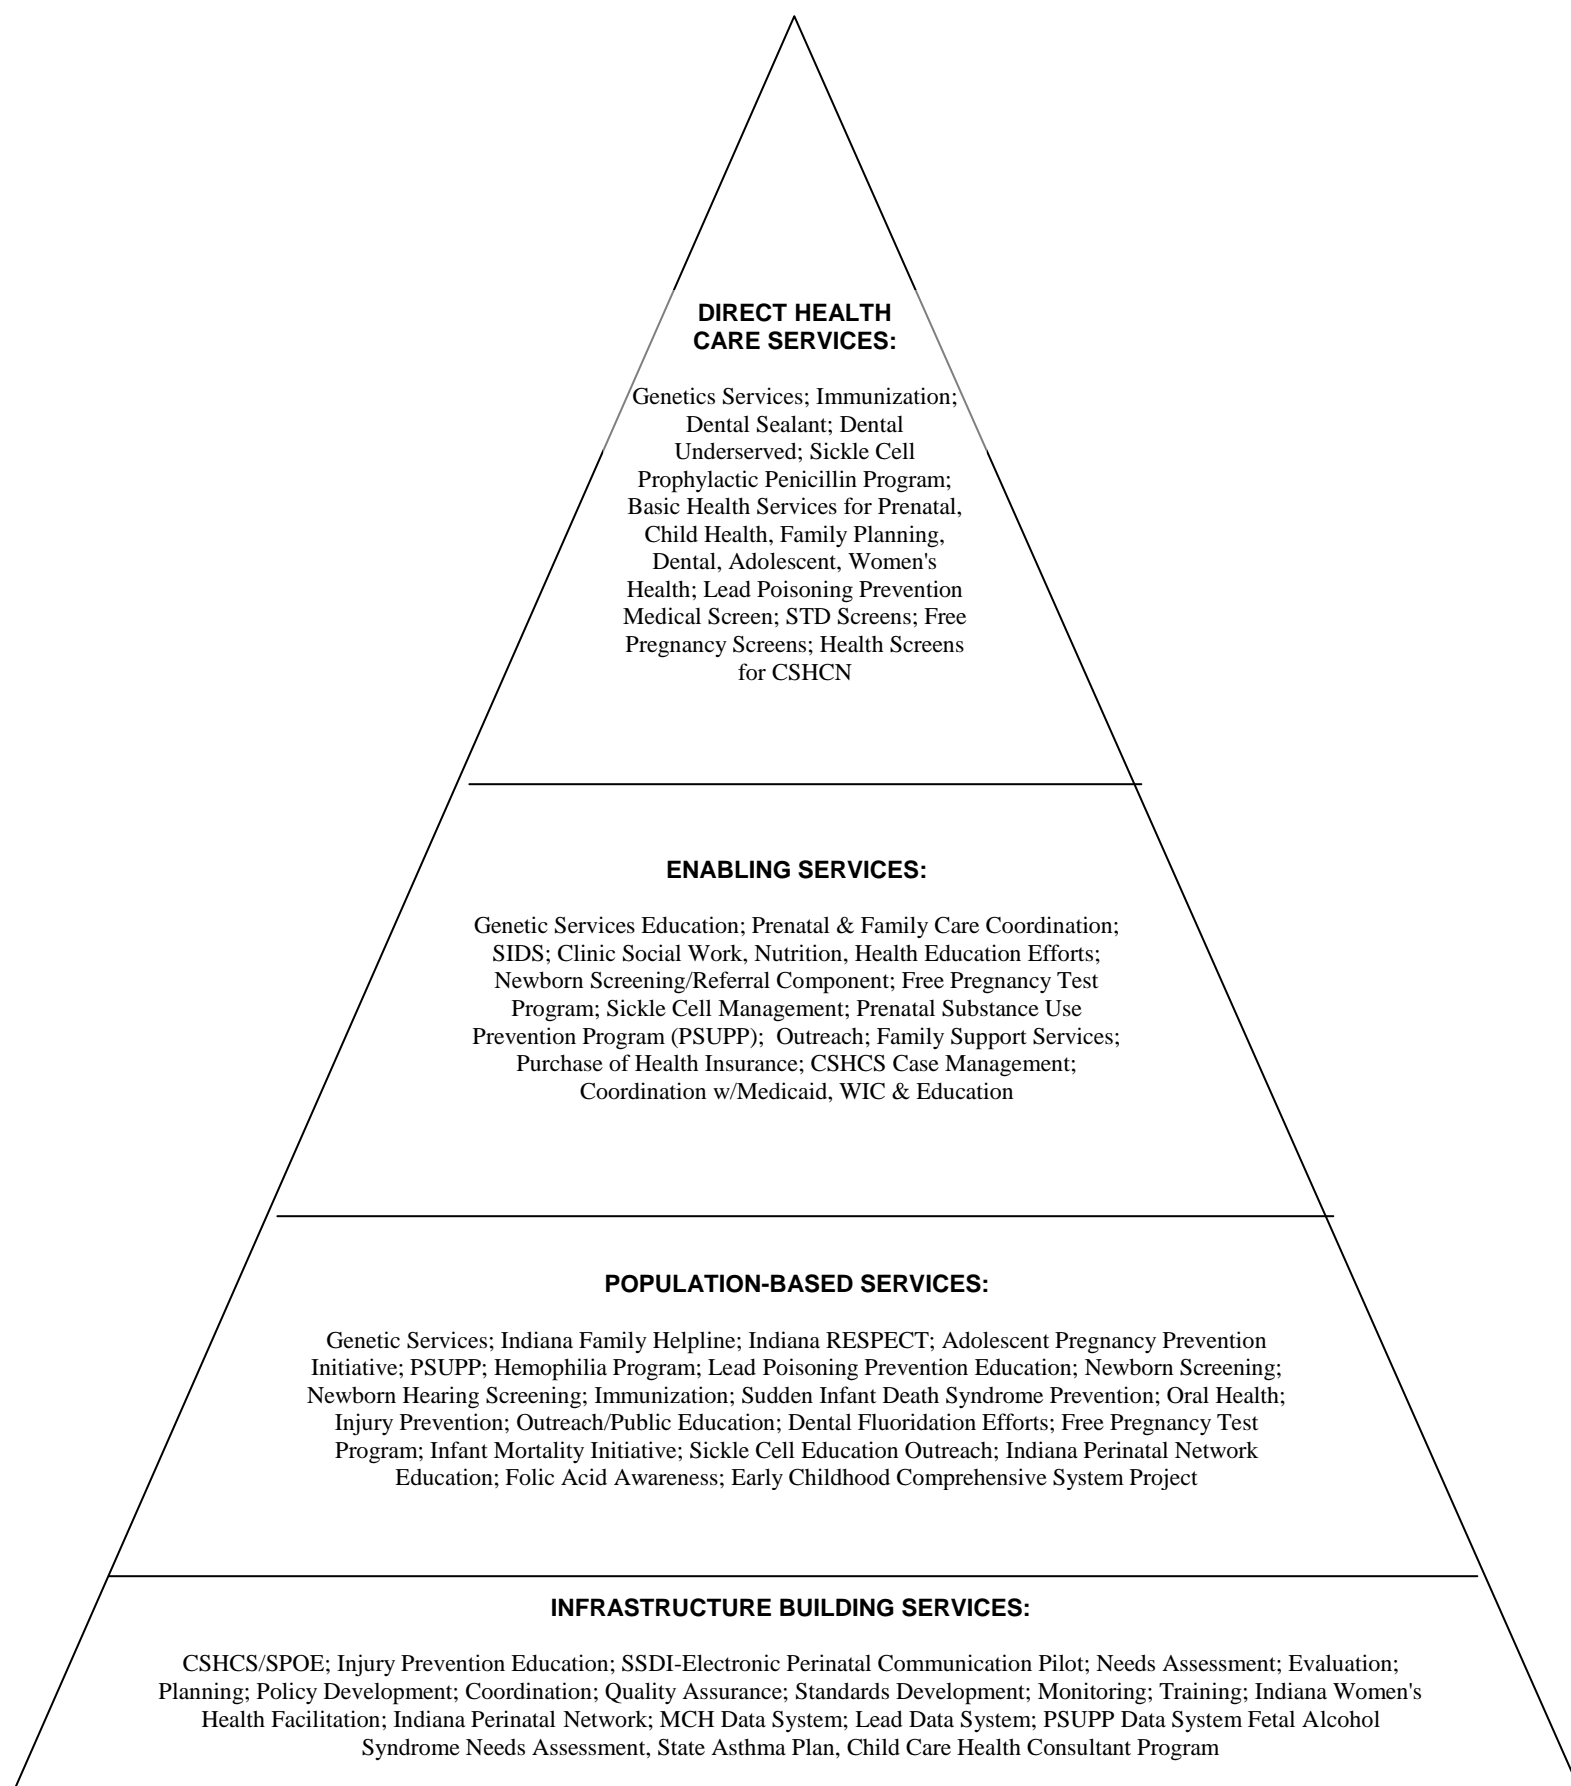 DIRECT HEALTH
CARE SERVICES:
Genetics Services; Immunization;
Dental Sealant; Dental
Underserved; Sickle Cell
Prophylactic Penicillin Program;
Basic Health Services for Prenatal,
Child Health, Family Planning,
Dental, Adolescent, Women's
Health; Lead Poisoning Prevention
Medical Screen; STD Screens; Free
Pregnancy Screens; Health Screens
for CSHCN
ENABLING SERVICES:
Genetic Services Education; Prenatal & Family Care Coordination;
SIDS; Clinic Social Work, Nutrition, Health Education Efforts;
Newborn Screening/Referral Component; Free Pregnancy Test
Program; Sickle Cell Management; Prenatal Substance Use
Prevention Program (PSUPP);  Outreach; Family Support Services;
Purchase of Health Insurance; CSHCS Case Management;
Coordination w/Medicaid, WIC & Education
POPULATION-BASED SERVICES:
Genetic Services; Indiana Family Helpline; Indiana RESPECT; Adolescent Pregnancy Prevention
Initiative; PSUPP; Hemophilia Program; Lead Poisoning Prevention Education; Newborn Screening;
Newborn Hearing Screening; Immunization; Sudden Infant Death Syndrome Prevention; Oral Health;
Injury Prevention; Outreach/Public Education; Dental Fluoridation Efforts; Free Pregnancy Test
Program; Infant Mortality Initiative; Sickle Cell Education Outreach; Indiana Perinatal Network
Education; Folic Acid Awareness; Early Childhood Comprehensive System Project
INFRASTRUCTURE BUILDING SERVICES:
CSHCS/SPOE; Injury Prevention Education; SSDI-Electronic Perinatal Communication Pilot; Needs Assessment; Evaluation;
Planning; Policy Development; Coordination; Quality Assurance; Standards Development; Monitoring; Training; Indiana Women's
Health Facilitation; Indiana Perinatal Network; MCH Data System; Lead Data System; PSUPP Data System Fetal Alcohol
Syndrome Needs Assessment, State Asthma Plan, Child Care Health Consultant Program